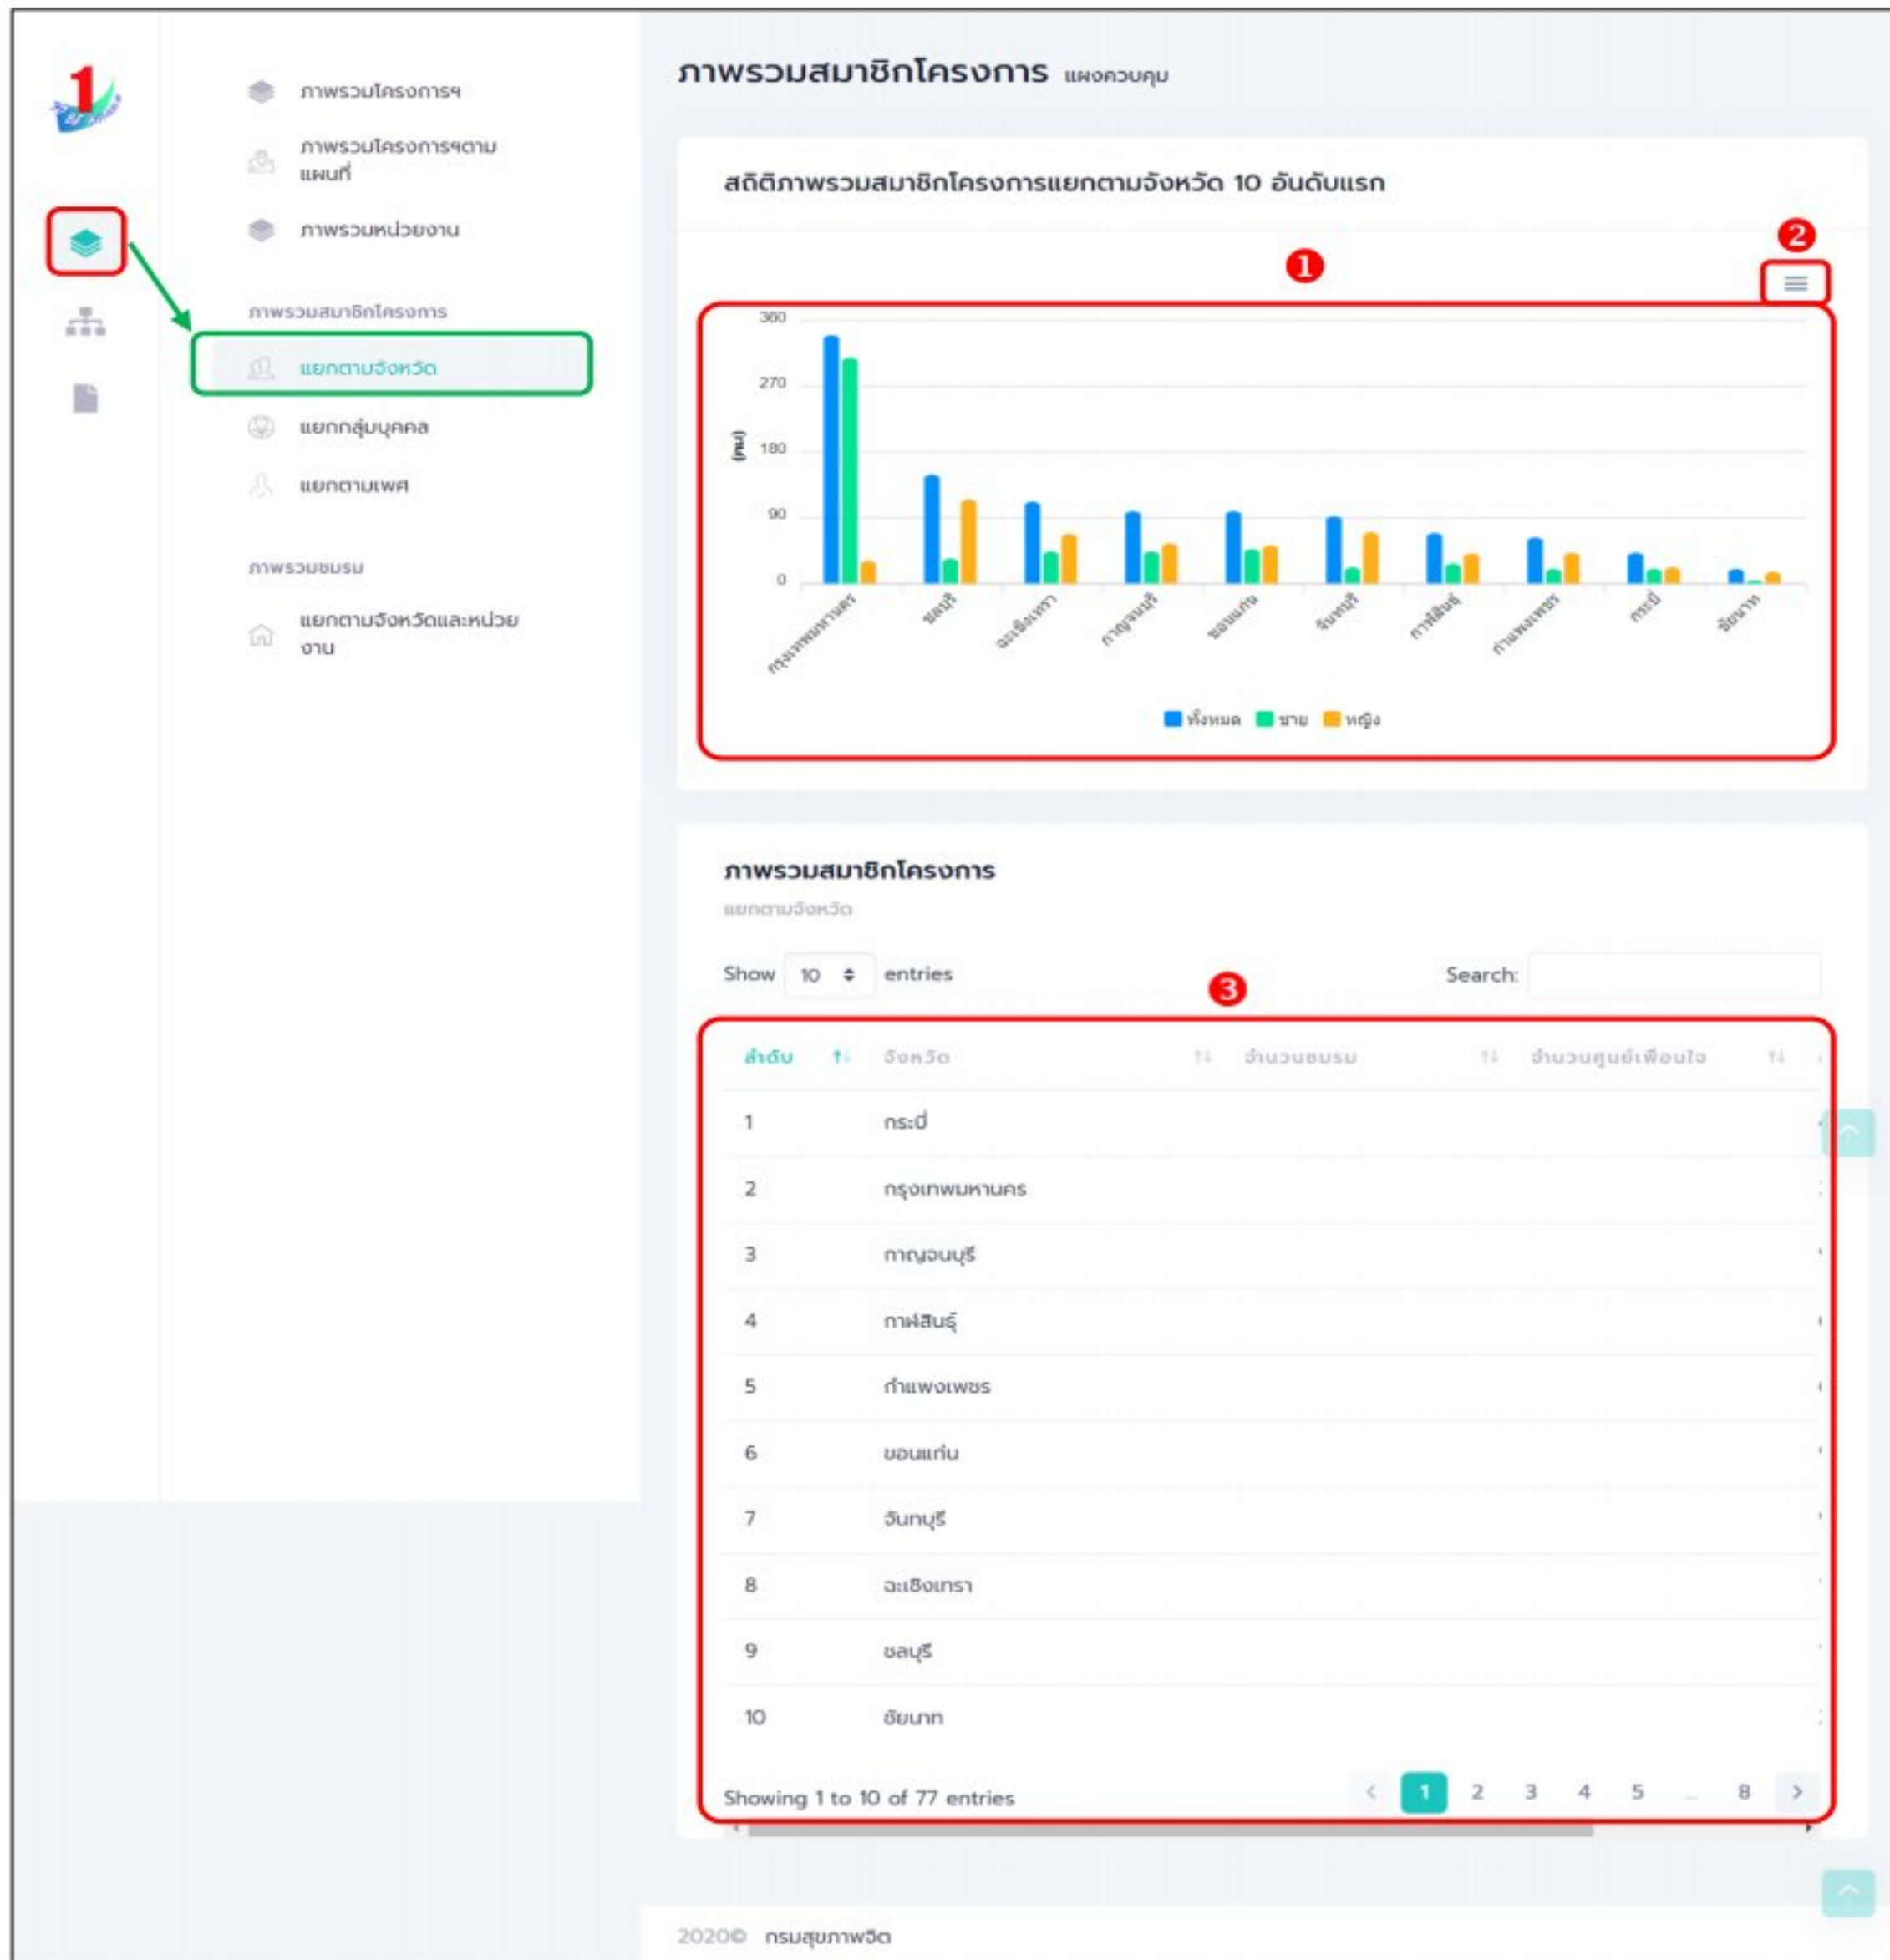 1
ภาพรวมโครงการฯ
ภาพรวมโครงการฯตาม
แผนที่
ภาพรวมหน่วยงาน
ภาพรวมสมาชิกโครงการ
แยกตามจังหวัด
แยกกลุ่มบุคคล
แยกตามเพศ
ภาพรวมชมรม
แยกตามจังหวัดและหน่วย
งาน
ภาพรวมสมาชิกโครงการ แผงควบคุม
สถิติภาพรวมสมาชิกโครงการแยกตามจังหวัด 10 อันดับแรก
❶
❷
360
270
180
90
0
(คน)
กรุงเทพมหานคร ชลบุรี ฉะเชิงเทรา กาญจนบุรี ขอนแก่น จันทบุรี กาฬสินธุ์ กำแพงเพชร กระบี่ ชัยนาท
ทั้งหมด ชาย หญิง
ภาพรวมสมาชิกโครงการ
แยกตามจังหวัด
Show 10 entries Search:
❸
ลำดับ จังหวัด จำนวนชมรม จำนวนศูนย์เพื่อนใจ
1 กระบี่
2 กรุงเทพมหานคร
3 กาญจนบุรี
4 กาฬสินธุ์
5 กำแพงเพชร
6 ขอนแก่น
7 จันทบุรี
8 ฉะเชิงเทรา
9 ชลบุรี
10 ชัยนาท
Showing 1 to 10 of 77 entries < 1 2 3 4 5 ... 8 >
2020© กรมสุขภาพจิต